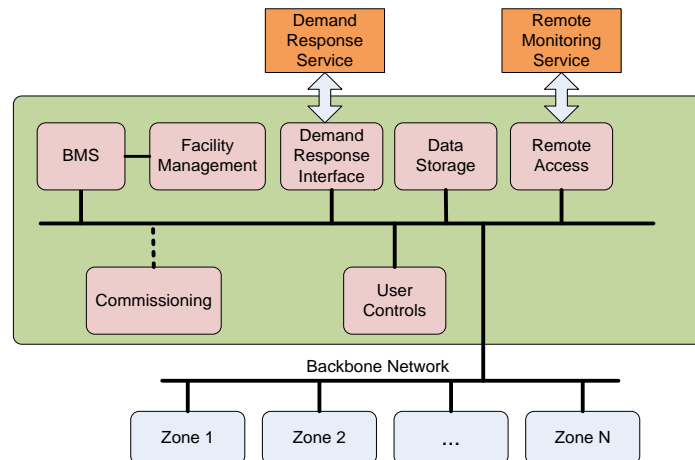 Demand
Response
Service
Remote
Monitoring
Service
BMS
Facility
Management
Demand
Response
Interface
Data
Storage
Remote
Access
Commissioning
User
Controls
Backbone Network
Zone 1
Zone 2
...
Zone N